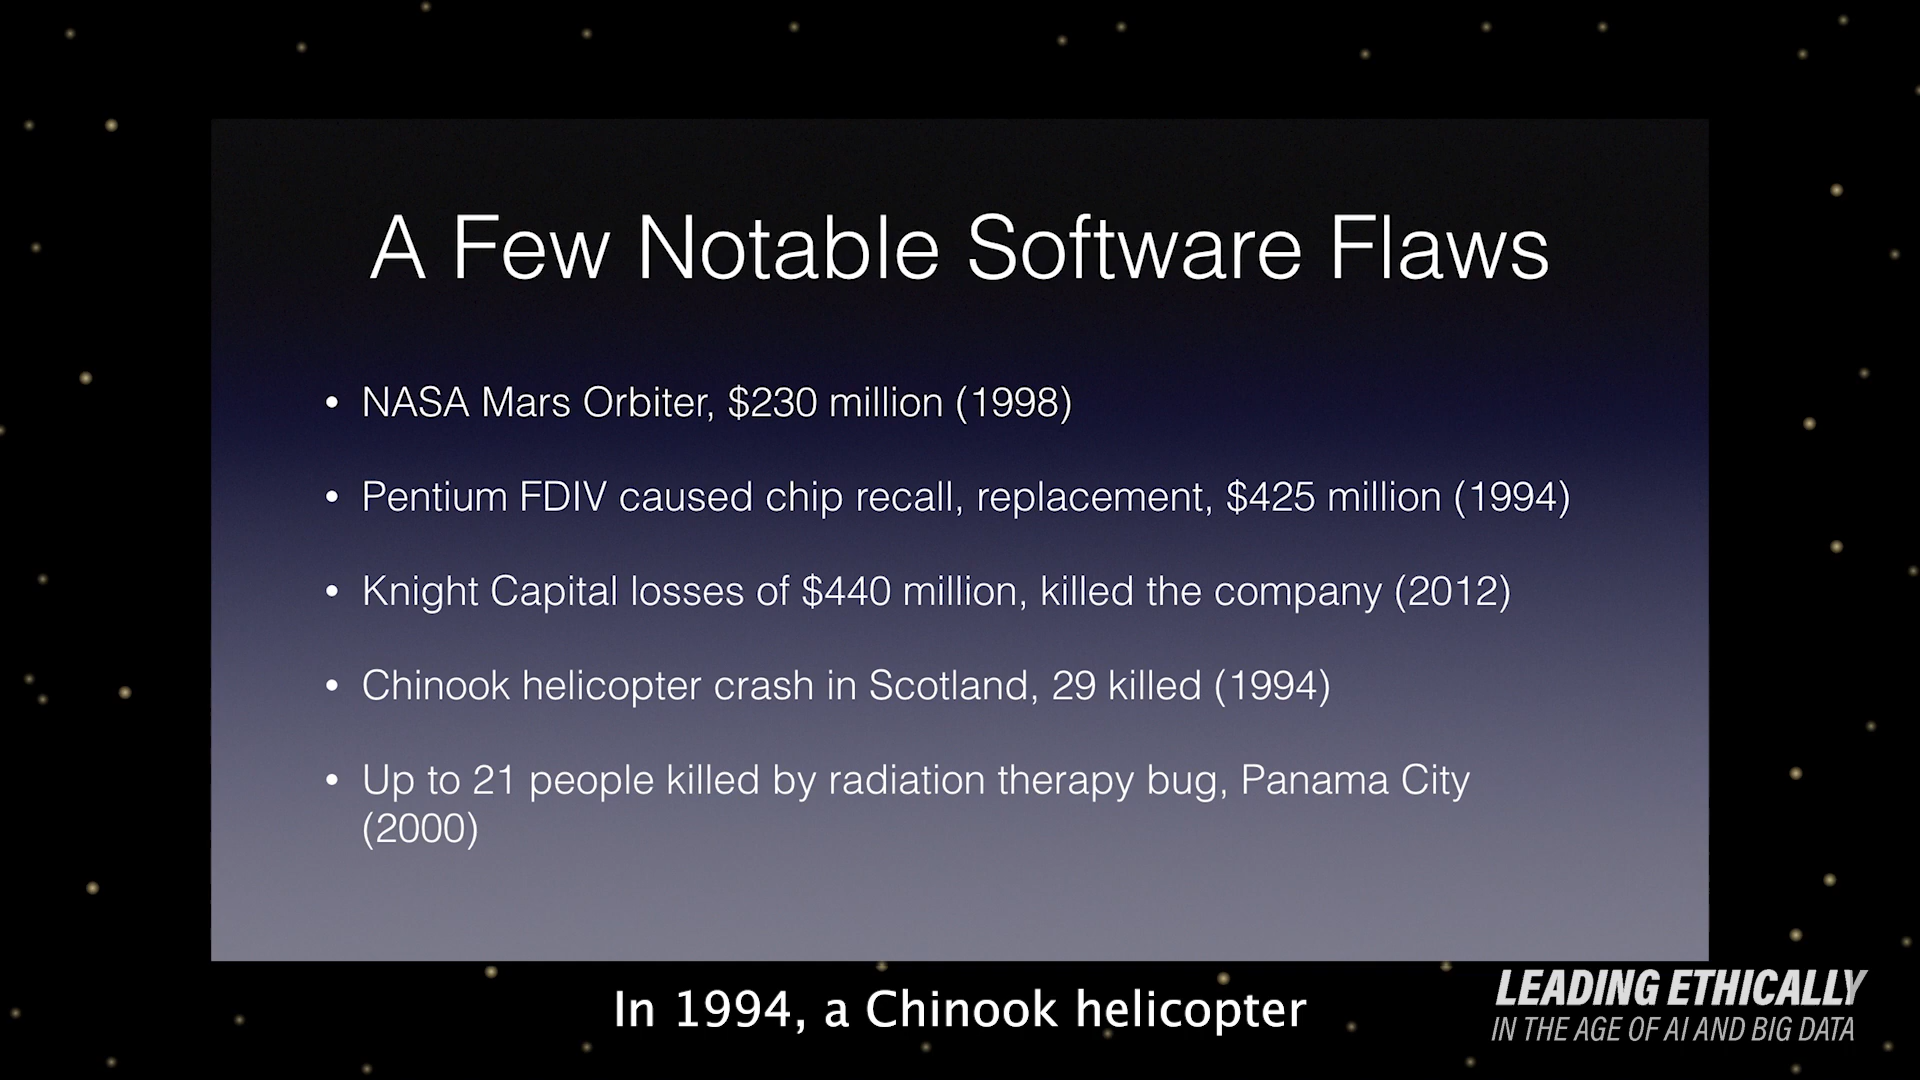 A Few Notable Software Flaws
• NASA Mars Orbiter, $230 million (1998)
• Pentium FDIV caused chip recall, replacement, $425 million (1994)
• Knight Capital losses of $440 million, killed the company (2012)
• Chinook helicopter crash in Scotland, 29 killed (1994)
• Up to 21 people killed by radiation therapy bug, Panama City
(2000)
In 1994, a Chinook helicopter
LEADING ETHICALLY
IN THE AGE OF AI AND BIG DATA